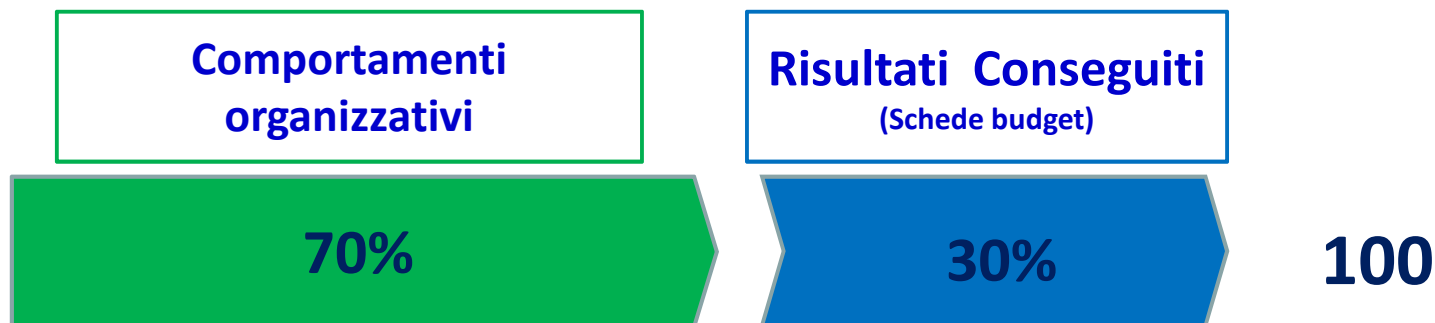 Comportamenti
organizzativi
Risultati Conseguiti
(Schede budget)
70%
30%
100